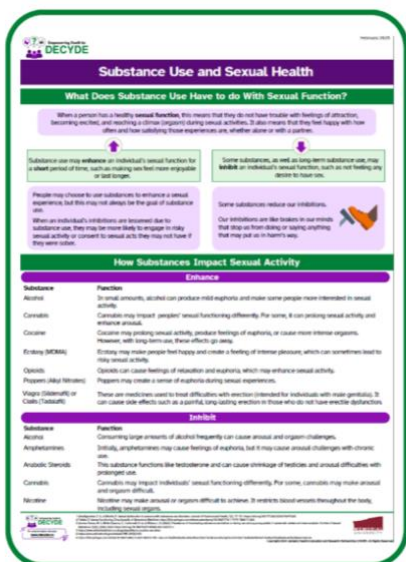 February 2025
Empowering Youth to
DECYDE
Substance Use and Sexual Health
What Does Substance Use Have to do With Sexual Function?
When a person has a healthy sexual function, this means that they do not have trouble with feelings of attraction,
becoming excited, and reaching a climax (orgasm) during sexual activities. It also means that they feel happy with how
often and how satisfying those experiences are, whether alone or with a partner.
Substance use may enhance an individual's sexual function for
a short period of time, such as making sex feel more enjoyable
or last longer.
Some substances, as well as long-term substance use, may
inhibit an individual's sexual function, such as not feeling any
desire to have sex.
People may choose to use substances to enhance a sexual
experience, but this may not always be the goal of substance
use.
When an individual's inhibitions are lessened due to
substance use, they may be more likely to engage in risky
sexual activity or consent to sexual acts they may not have if
they were sober.
Some substances reduce our inhibitions.
Our inhibitions are like brakes in our minds
that stop us from doing or saying anything
that may put us in harm's way.
How Substances Impact Sexual Activity
Enhance
Substance Function
Alcohol In small amounts, alcohol can produce mild euphoria and make some people more interested in sexual
activity.
Cannabis Cannabis may impact peoples' sexual functioning differently. For some, it can prolong sexual activity and
enhance arousal.
Cocaine Cocaine may prolong sexual activity, produce feelings of euphoria, or cause more intense orgasms.
However, with long-term use, these effects go away.
Ecstasy (MDMA) Ecstasy may make people feel happy and create a feeling of intense pleasure, which can sometimes lead to
risky sexual activity.
Opioids Opioids can cause feelings of relaxation and euphoria, which may enhance sexual activity.
Poppers (Alkyl Nitrates) Poppers may create a sense of euphoria during sexual experiences.
Viagra (Sildenafil) or These are medicines used to treat difficulties with erection (intended for individuals with male genitals). It
Cialis (Tadalafil) can cause side effects such as a painful, long-lasting erection in those who do not have erectile dysfunction.
Inhibit
Substance Function
Alcohol Consuming large amounts of alcohol frequently can cause arousal and orgasm challenges.
Amphetamines Initially, amphetamines may cause feelings of euphoria, but it may cause arousal challenges with chronic
use.
Anabolic Steroids This substance functions like testosterone and can cause shrinkage of testicles and arousal difficulties with
prolonged use.
Cannabis Cannabis may impact individuals' sexual functioning differently. For some, cannabis may make arousal
and orgasm difficult.
Nicotine Nicotine may make arousal or orgasm difficult to achieve. It restricts blood vessels throughout the body,
including sexual organs.
DECYDE